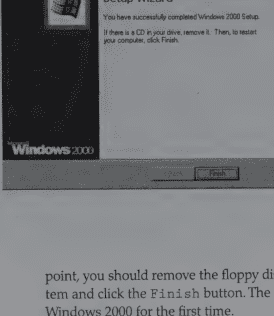 Setup Wizard
You have successfully completed Windows 2000 Setup.
If there is a CD in your drive, remove it. Then, to restart
your computer, click Finish.
Windows 2000
Finish
point, you should remove the floppy di
tem and click the Finish button. The
Windows 2000 for the first time.